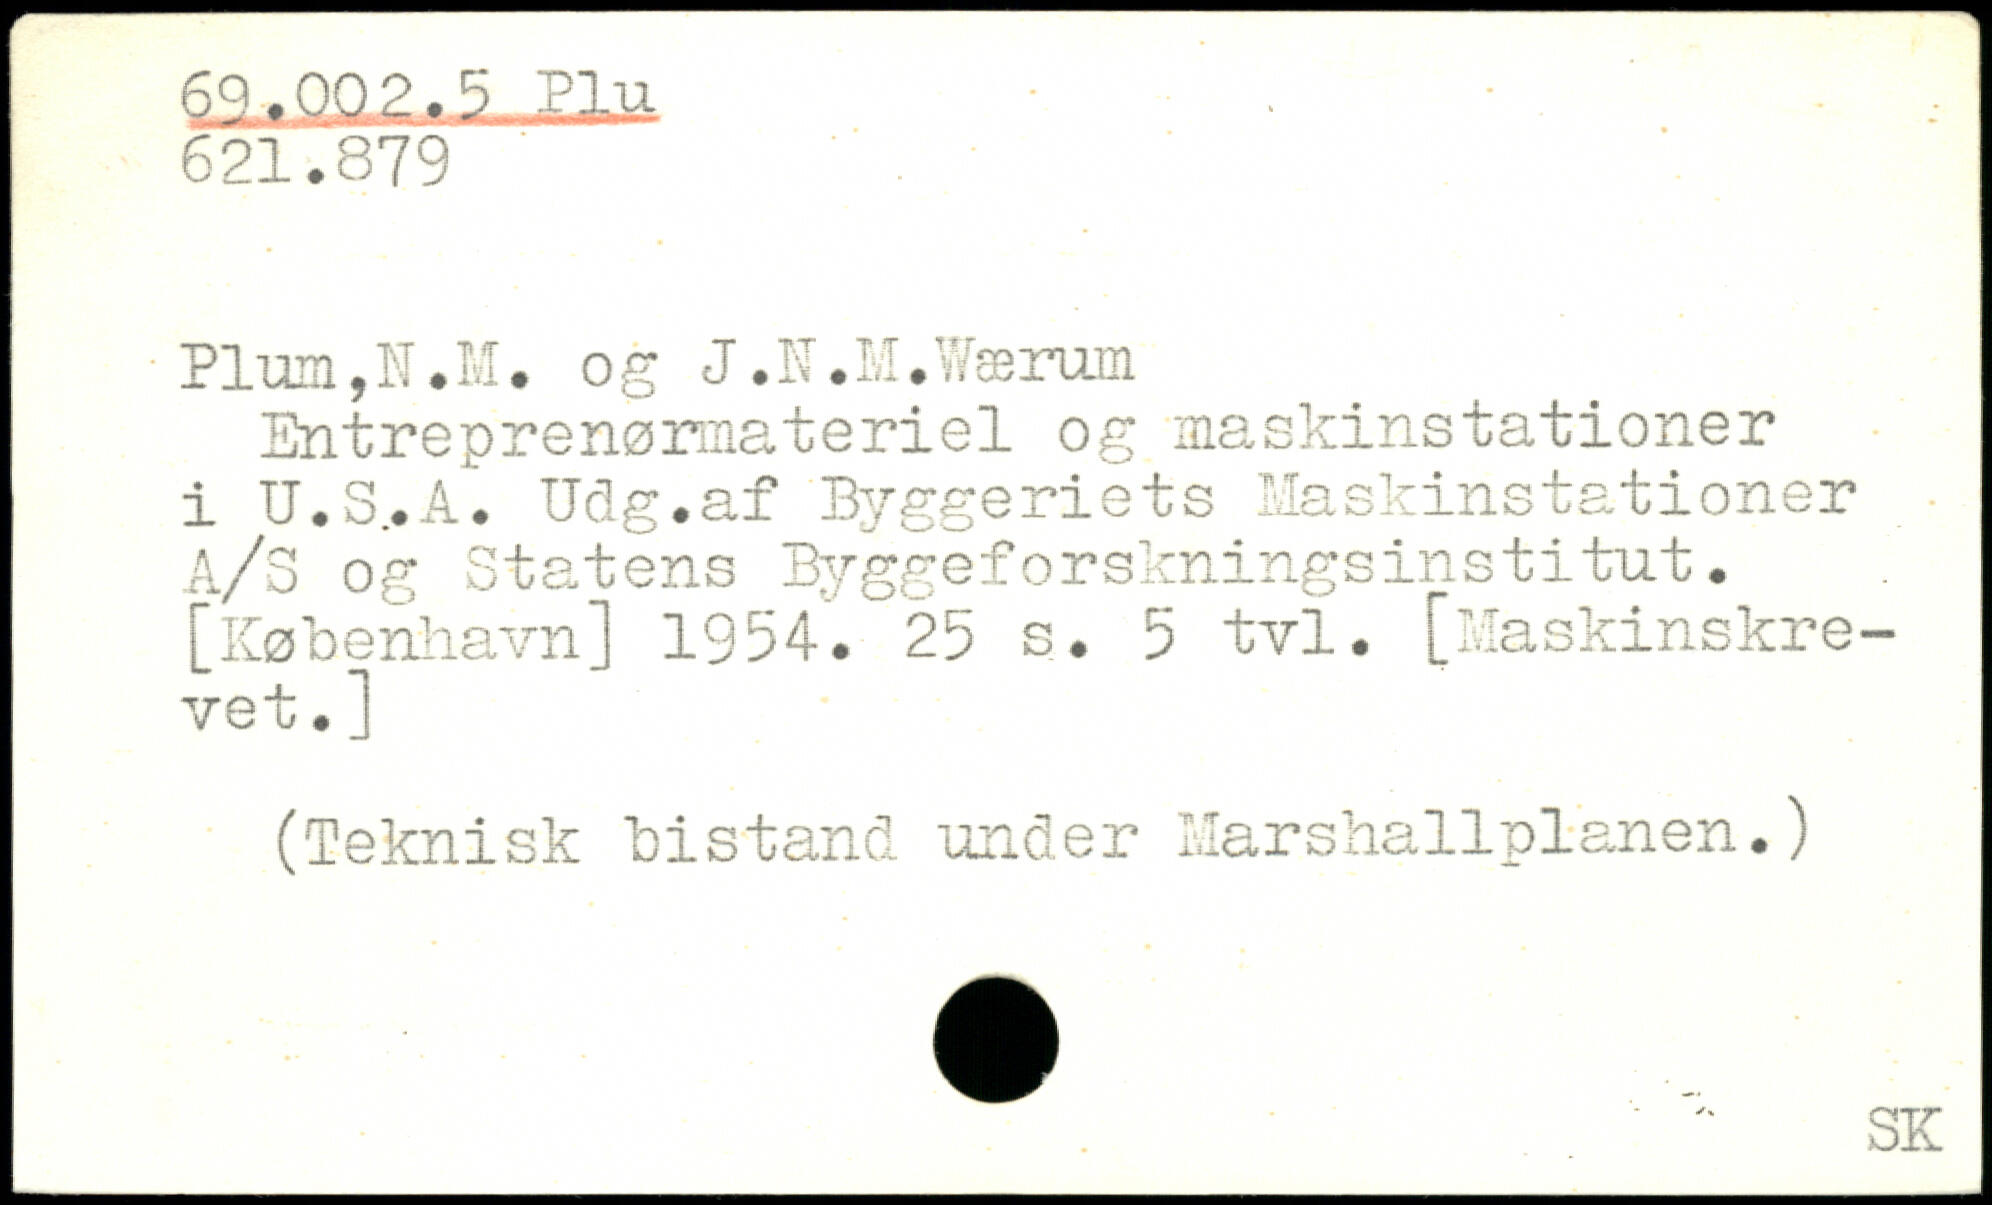 69.002.5 Plu
621.879
Plum,N.M. og J.N.M.Wærum
Entreprenørmateriel og maskinstationer
i U.S.A. Udg.af Byggeriets Maskinstationer
A/S og Statens Byggeforskningsinstitut.
[København] 1954. 25 s. 5 tvl. [Maskinskre-
vet.]
(Teknisk bistand under Marshallplanen.)
SK